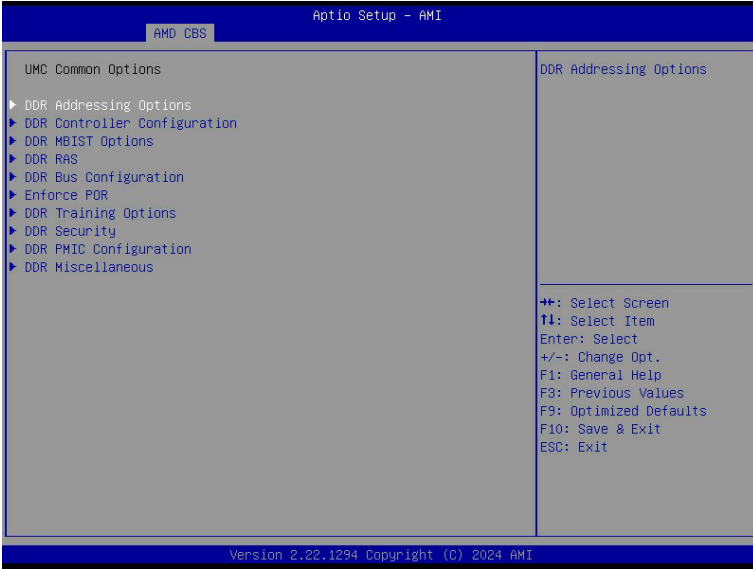 Aptio Setup - AMI
AMD CBS
UMC Common Options
DDR Addressing Options
DDR Controller Configuration
DDR MBIST Options
DDR RAS
DDR Bus Configuration
Enforce POR
DDR Training Options
DDR Security
DDR PMIC Configuration
DDR Miscellaneous
DDR Addressing Options
→←: Select Screen
↑↓: Select Item
Enter: Select
+/-: Change Opt.
F1: General Help
F3: Previous Values
F9: Optimized Defaults
F10: Save & Exit
ESC: Exit
Version 2.22.1294 Copyright (C) 2024 AMI